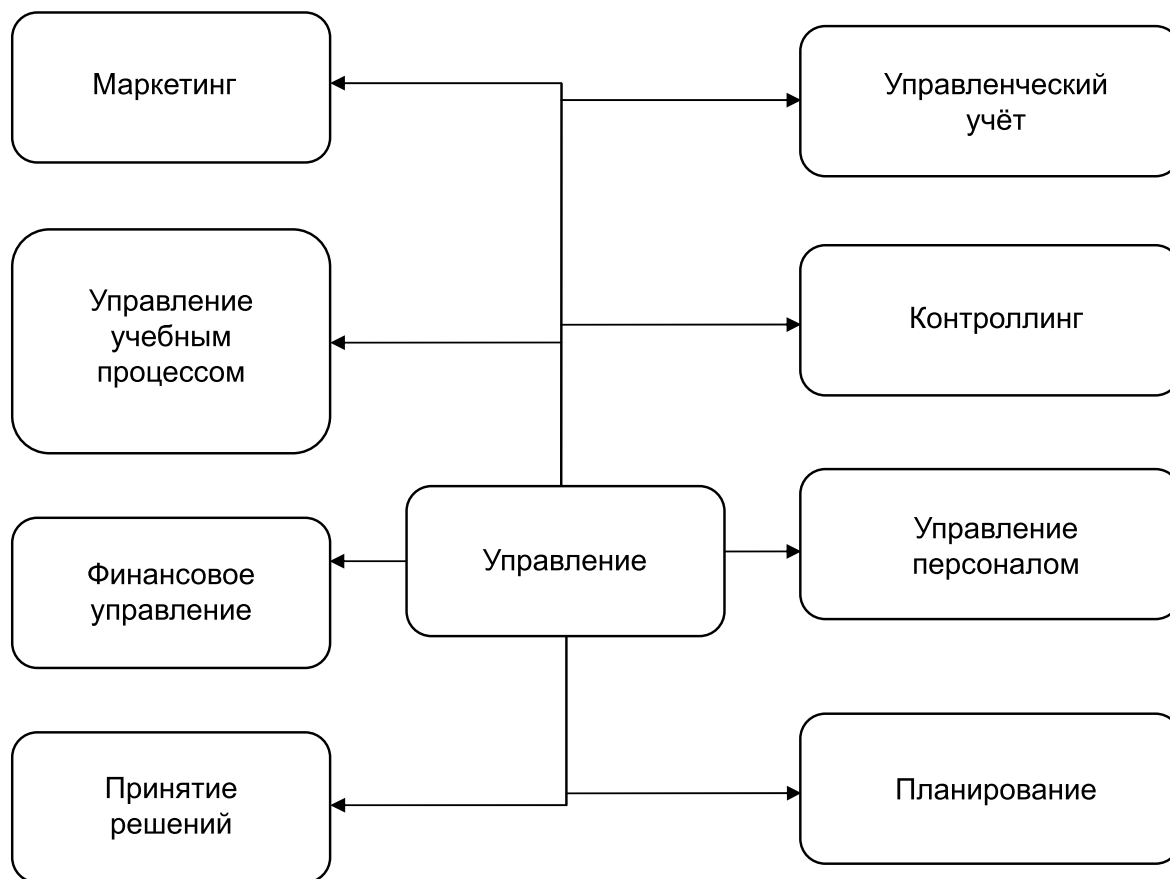 Маркетинг
Управленческий
учёт
Управление
учебным
процессом
Контроллинг
Финансовое
управление
Управление
Управление
персоналом
Принятие
решений
Планирование